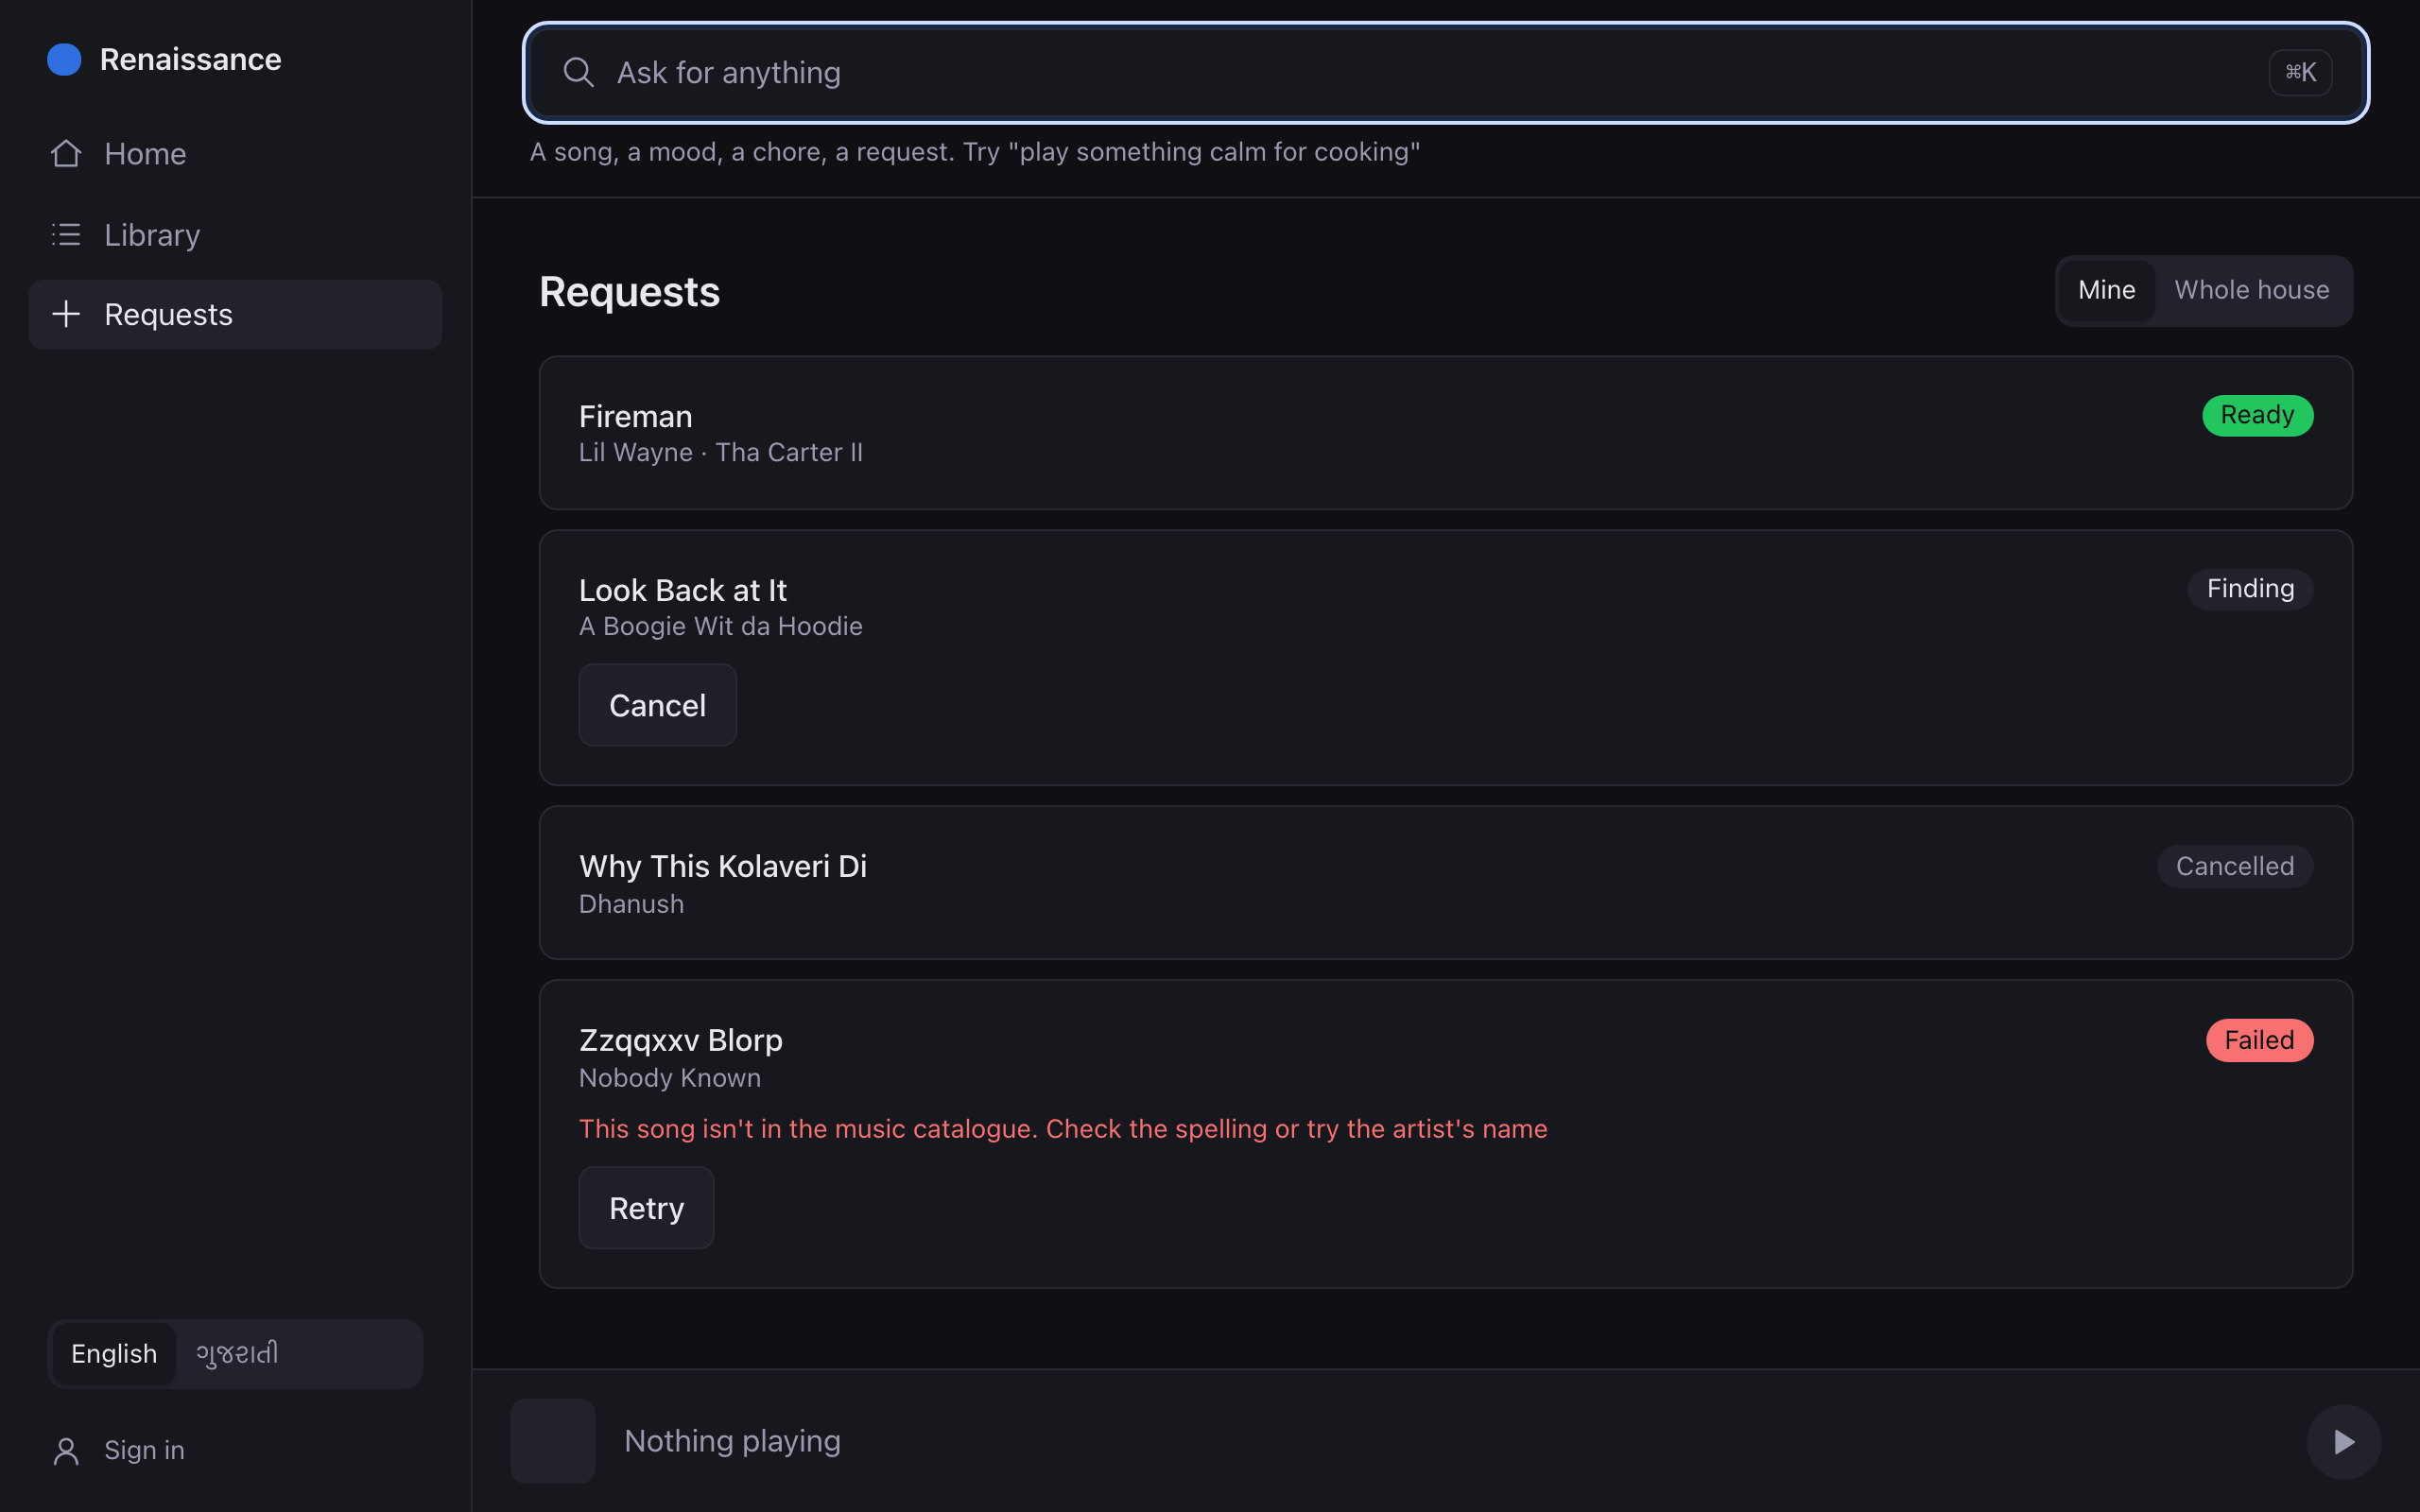 Renaissance
Home
Library
Requests
English
ગુજરાતી
Sign in
Ask for anything
⌘K
A song, a mood, a chore, a request. Try "play something calm for cooking"
Requests
Mine
Whole house
Fireman
Ready
Lil Wayne · Tha Carter II
Look Back at It
Finding
A Boogie Wit da Hoodie
Cancel
Why This Kolaveri Di
Cancelled
Dhanush
Zzqqxxv Blorp
Failed
Nobody Known
This song isn't in the music catalogue. Check the spelling or try the artist's name
Retry
Nothing playing